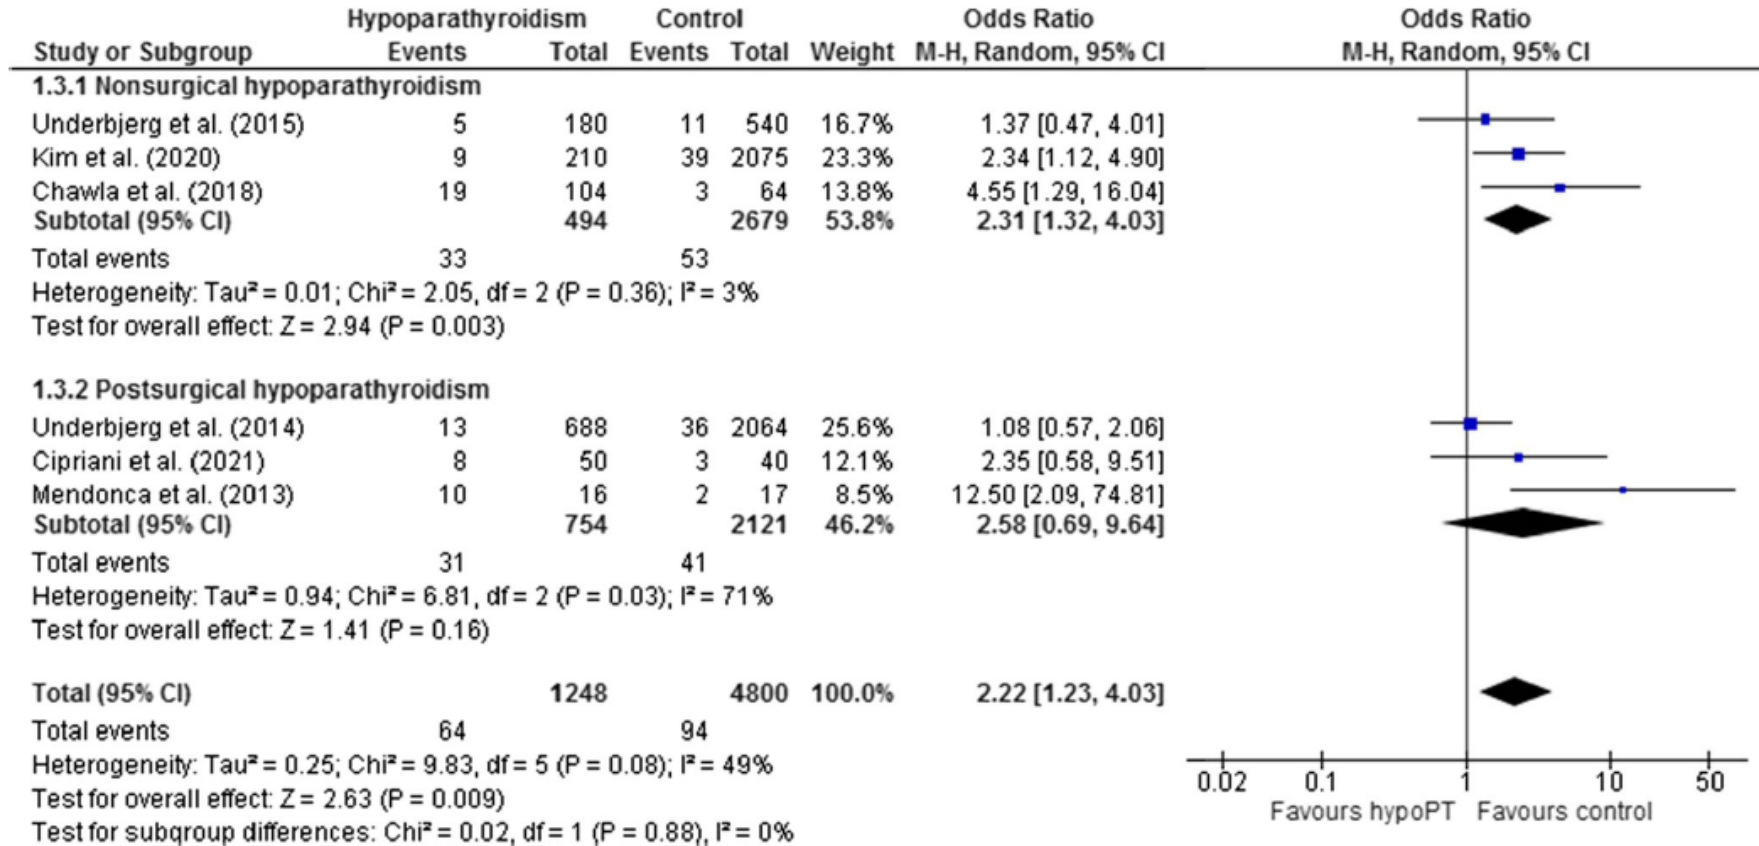 Hypoparathyroidism Control Odds Ratio Odds Ratio
Study or Subgroup Events Total Events Total Weight M-H, Random, 95% CI M-H, Random, 95% CI
1.3.1 Nonsurgical hypoparathyroidism
Underbjerg et al. (2015) 5 180 11 540 16.7% 1.37 [0.47, 4.01]
Kim et al. (2020) 9 210 39 2075 23.3% 2.34 [1.12, 4.90]
Chawla et al. (2018) 19 104 3 64 13.8% 4.55 [1.29, 16.04]
Subtotal (95% CI) 494 2679 53.8% 2.31 [1.32, 4.03]
Total events 33 53
Heterogeneity: Tau² = 0.01; Chi² = 2.05, df = 2 (P = 0.36); I² = 3%
Test for overall effect: Z = 2.94 (P = 0.003)
1.3.2 Postsurgical hypoparathyroidism
Underbjerg et al. (2014) 13 688 36 2064 25.6% 1.08 [0.57, 2.06]
Cipriani et al. (2021) 8 50 3 40 12.1% 2.35 [0.58, 9.51]
Mendonca et al. (2013) 10 16 2 17 8.5% 12.50 [2.09, 74.81]
Subtotal (95% CI) 754 2121 46.2% 2.58 [0.69, 9.64]
Total events 31 41
Heterogeneity: Tau² = 0.94; Chi² = 6.81, df = 2 (P = 0.03); I² = 71%
Test for overall effect: Z = 1.41 (P = 0.16)
Total (95% CI) 1248 4800 100.0% 2.22 [1.23, 4.03]
Total events 64 94
Heterogeneity: Tau² = 0.25; Chi² = 9.83, df = 5 (P = 0.08); I² = 49%
Test for overall effect: Z = 2.63 (P = 0.009)
Test for subgroup differences: Chi² = 0.02, df = 1 (P = 0.88), I² = 0%
0.02 0.1 1 10 50
Favours hypoPT Favours control